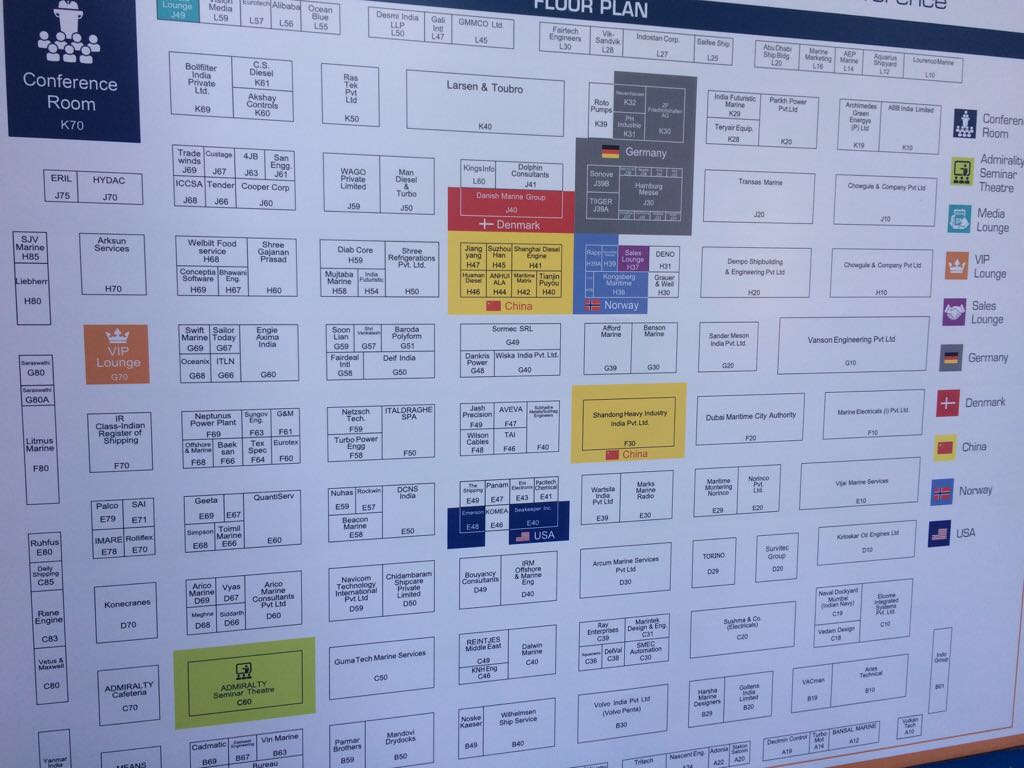 FLOOR PLAN
Conference
Room
K70
Lounge
J49
Media
L59
Eurotech
L57
Alibaba
L56
Ocean
Blue
L55
Desmi India
LLP
L50
Gali
Intl
L47
GMMCO Ltd.
L45
Fairtech
Engineers
L30
Vik-
Sandvik
L28
Indostan Corp.
L27
Saifee Ship
L25
Abu Dhabi
Ship Bldg.
L20
Marine
Marketing
L16
AEP
Marine
L14
Aquarius
Shipyard
L12
Lourenco Marine
L10
Bollfilter
India
Private
Ltd.
K69
C.S.
Diesel
K61
Akshay
Controls
K60
Ras
Tek
Pvt
Ltd
K50
Larsen & Toubro
K40
Roto
Pumps
K39
K32
PH
Industrie
K31
ZF
Friedrichshafen
AG
K30
Germany
India Futuristic
Marine
K29
Teryair Equip.
K28
Parikh Power
Pvt Ltd
K20
Archimedes
Green
Energys
(P) Ltd
K19
ABB India Limited
K10
ERIL
J75
HYDAC
J70
Trade
winds
J69
Custage
J67
4JB
J63
San
Engg.
J61
ICCSA
J68
Tender
J66
Cooper Corp
J60
WAGO
Private
Limited
J59
Man
Diesel
&
Turbo
J50
KingsInfo
L60
Dolphin
Consultants
J41
Danish Marine Group
J40
Denmark
Sonove
J39B
TIIGER
J39A
Hamburg
Messe
J30
Transas Marine
J20
Chowgule & Company Pvt Ltd
J10
SJV
Marine
H85
Liebherr
H80
Arksun
Services
H70
Welbilt Food
service
H68
Shree
Gajanan
Prasad
Conceptia
Software
H69
Bhawani
Eng
H67
H60
Diab Core
H59
Shree
Refrigerations
Pvt. Ltd.
Mujtaba
Marine
H58
India
Futuristic
H54
H50
Jiang
yang
H47
Suzhou
Han
H45
Shanghai Diesel
Engine
H41
Huaman
Diesel
H46
ANHUI
ALA
H44
Maritime
Matrix
H42
Tianjin
Puyou
H40
China
Rapp
H39A
H39
Sales
Lounge
H37
DENO
H31
Kongsberg
Maritime
H36
Grauer
& Weil
H30
Norway
Dempo Shipbuilding
& Engineering Pvt Ltd
H20
Chowgule & Company Pvt Ltd
H10
VIP
Lounge
G70
Saraswathi
G80
Saraswathi
G80A
Swift
Marine
G69
Sailor
Today
G67
Engie
Axima
India
Oceanix
G68
ITLN
G66
G60
Soon
Lian
G59
Shri
Venkatesh
G57
Baroda
Polyform
G51
Fairdeal
Intl
G58
Deif India
G50
Sormec SRL
G49
Dankris
Power
G48
Wiska India Pvt. Ltd.
G40
Afford
Marine
G39
Benson
Marine
G30
Sander Meson
India Pvt. Ltd.
G20
Vanson Engineering Pvt Ltd
G10
Litmus
Marine
F80
IR
Class-Indian
Register of
Shipping
F70
Neptunus
Power Plant
F69
Sungov.
Eng
F63
G&M
F61
Offshore
& Marine
F68
Baek
san
F66
Tex
Spec
F64
Eurotex
F60
Netzsch
Tech.
F59
ITALDRAGHE
SPA
Turbo Power
Engg
F58
F50
Jash
Precision
F49
AVEVA
F47
Wilson
Cables
F48
TAI
F46
F40
Shandong Heavy Industry
India Pvt Ltd.
F30
China
Dubai Maritime City Authority
F20
Marine Electricals (I) Pvt Ltd.
F10
Ruhfus
E80
Palco
E79
SAI
E71
IMARE
E78
Rolliflex
E70
Geeta
E69
E67
QuantiServ
Simpson
E68
Toimil
Marine
E66
E60
Nuhas
E59
Rockwin
E57
DCNS
India
Beacon
Marine
E58
E50
The
Shipping
E49
Panam
E47
Em
Electronix
E43
Pacitech
Chemical
E41
Emerson
E48
KOMEA
E46
Seakeeper Inc.
E40
USA
Wartsila
India Pvt
Ltd
E39
Marks
Marine
Radio
E30
Maritime
Montering
Norinco
E29
Norinco
Pvt.
Ltd.
E20
Vijai Marine Services
E10
Daily
Shipping
C85
Rane
Engine
C83
Vetus &
Maxwell
C80
Konecranes
D70
Arico
Marine
D69
Vyas
D67
Arico
Marine
Consultants
Pvt Ltd
D60
Meghna
D68
Siddarth
D66
Navicom
Technology
International
Pvt Ltd
D59
Chidambaram
Shipcare
Private
Limited
D50
Bouyancy
Consultants
D49
IRM
Offshore
& Marine
Eng
D40
Arcum Marine Services
Pvt Ltd
D30
TORINO
D29
Survitec
Group
D20
Kirloskar Oil Engines Ltd
D10
ADMIRALTY
Cafeteria
C70
ADMIRALTY
Seminar Theatre
C60
Guma Tech Marine Services
C50
REINTJES
Middle East
C49
KNH Eng
C46
Dalwin
Marine
C40
Ray
Enterprises
C39
Marintek
Design & Eng.
C31
C36
DelVal
C38
SMEC
Automation
C30
Sushma & Co.
(Electricals)
C20
Naval Dockyard
Mumbai
(Indian Navy)
C19
Vedam Design
C18
Elcome
Integrated
Systems
Pvt. Ltd.
C10
Yanmar
India
MEANS
Cadmatic
B69
B67
Vin Marine
B63
Bureau
Parmar
Brothers
B59
Mandovi
Drydocks
B50
Noske
Kaeser
B49
Wilhelmsen
Ship Service
B40
Volvo India Pvt Ltd
(Volvo Penta)
B30
Harsha
Marine
Designers
B29
Goltens
India
Limited
B20
VACman
B19
Aries
Technical
B10
Indo
Group
B01
Tritech
Nascent Eng.
Adonia
A22
Station
Satcom
A20
Declimin Control
A19
Turbo
Mot
A14
BANSAL MARINE
A12
Vulkan
Tech
A10
Conferen
Room
Admiralty
Seminar
Theatre
Media
Lounge
VIP
Lounge
Sales
Lounge
Germany
Denmark
China
Norway
USA